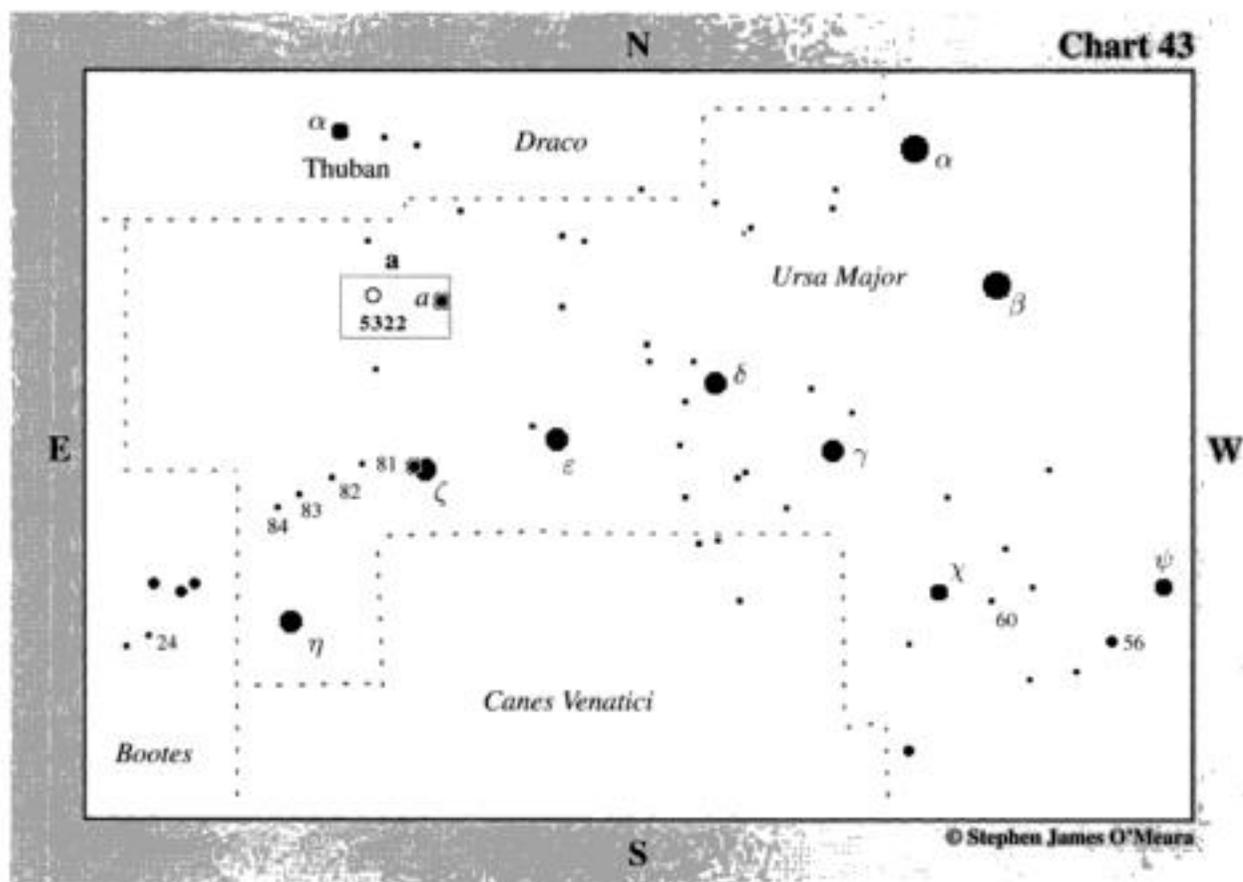 N
Chart 43
α
Thuban
Draco
α
a
a
5322
Ursa Major
β
δ
E
W
81
ε
γ
82
ζ
83
84
χ
ψ
60
24
η
56
Canes Venatici
Bootes
© Stephen James O'Meara
S